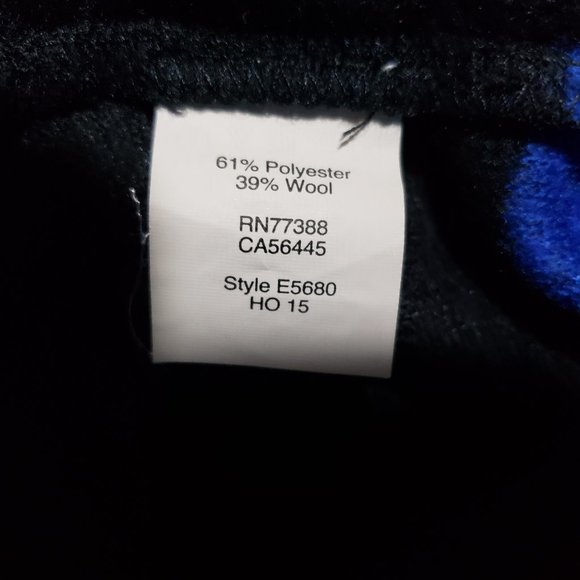 61% Polyester
39% Wool
RN77388
CA56445
Style E5680
HO 15